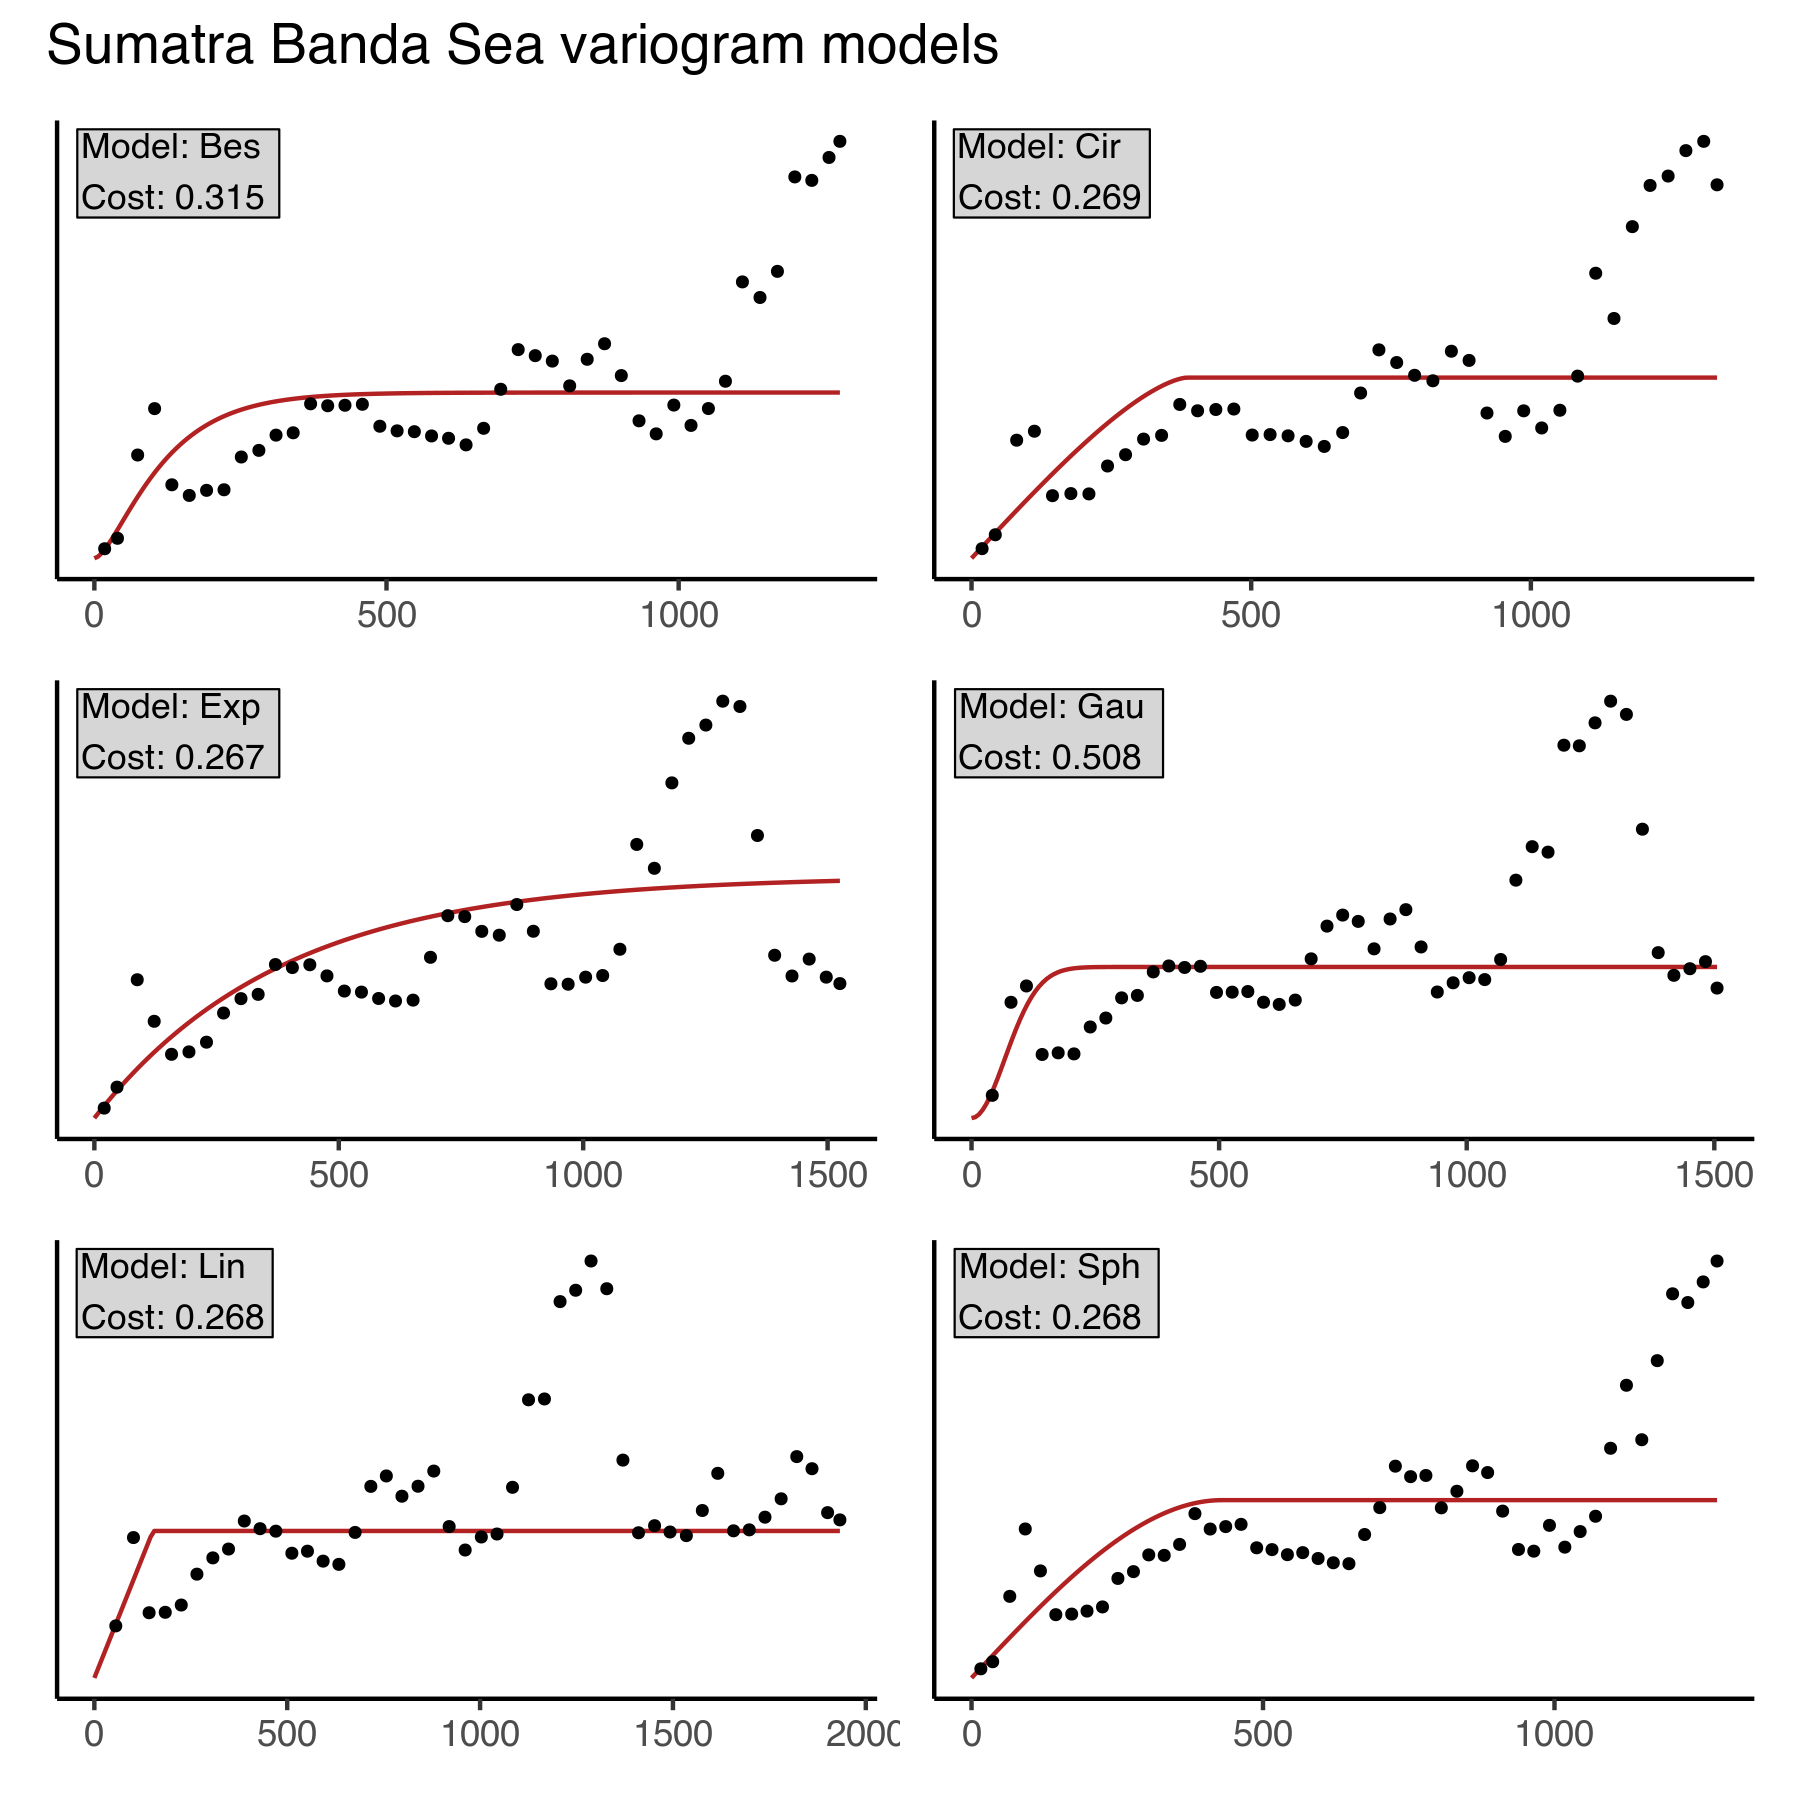 Sumatra Banda Sea variogram models
Model: Bes
Cost: 0.315
0 500 1000
Model: Cir
Cost: 0.269
0 500 1000
Model: Exp
Cost: 0.267
0 500 1000 1500
Model: Gau
Cost: 0.508
0 500 1000 1500
Model: Lin
Cost: 0.268
0 500 1000 1500 2000
Model: Sph
Cost: 0.268
0 500 1000